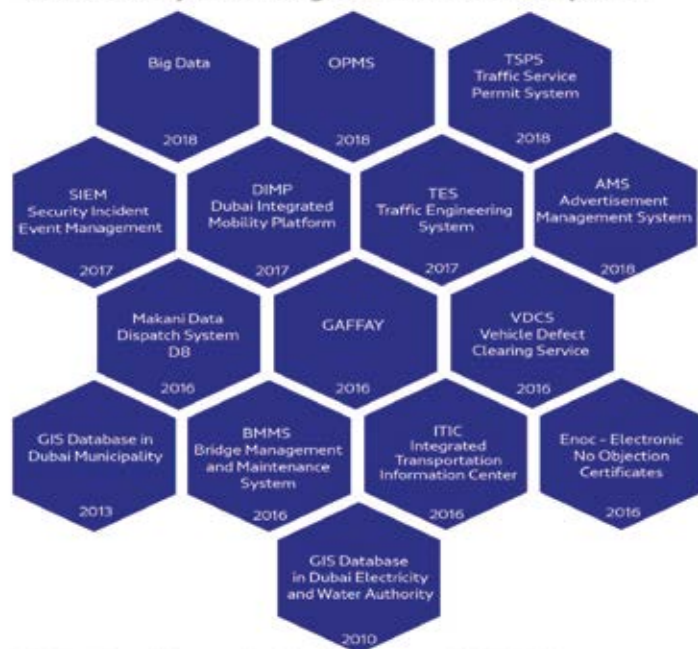 Big Data
2018
OPMS
2018
TSPS
Traffic Service
Permit System
2018
SIEM
Security Incident
Event Management
2017
DIMP
Dubai Integrated
Mobility Platform
2017
TES
Traffic Engineering
System
2017
AMS
Advertisement
Management System
2018
Makani Data
Dispatch System
D8
2016
GAFFAY
2016
VDCS
Vehicle Defect
Clearing Service
2016
GIS Database in
Dubai Municipality
2013
BMMS
Bridge Management
and Maintenance
System
2016
ITIC
Integrated
Transportation
Information Center
2016
Enoc - Electronic
No Objection
Certificates
2016
GIS Database
in Dubai Electricity
and Water Authority
2010